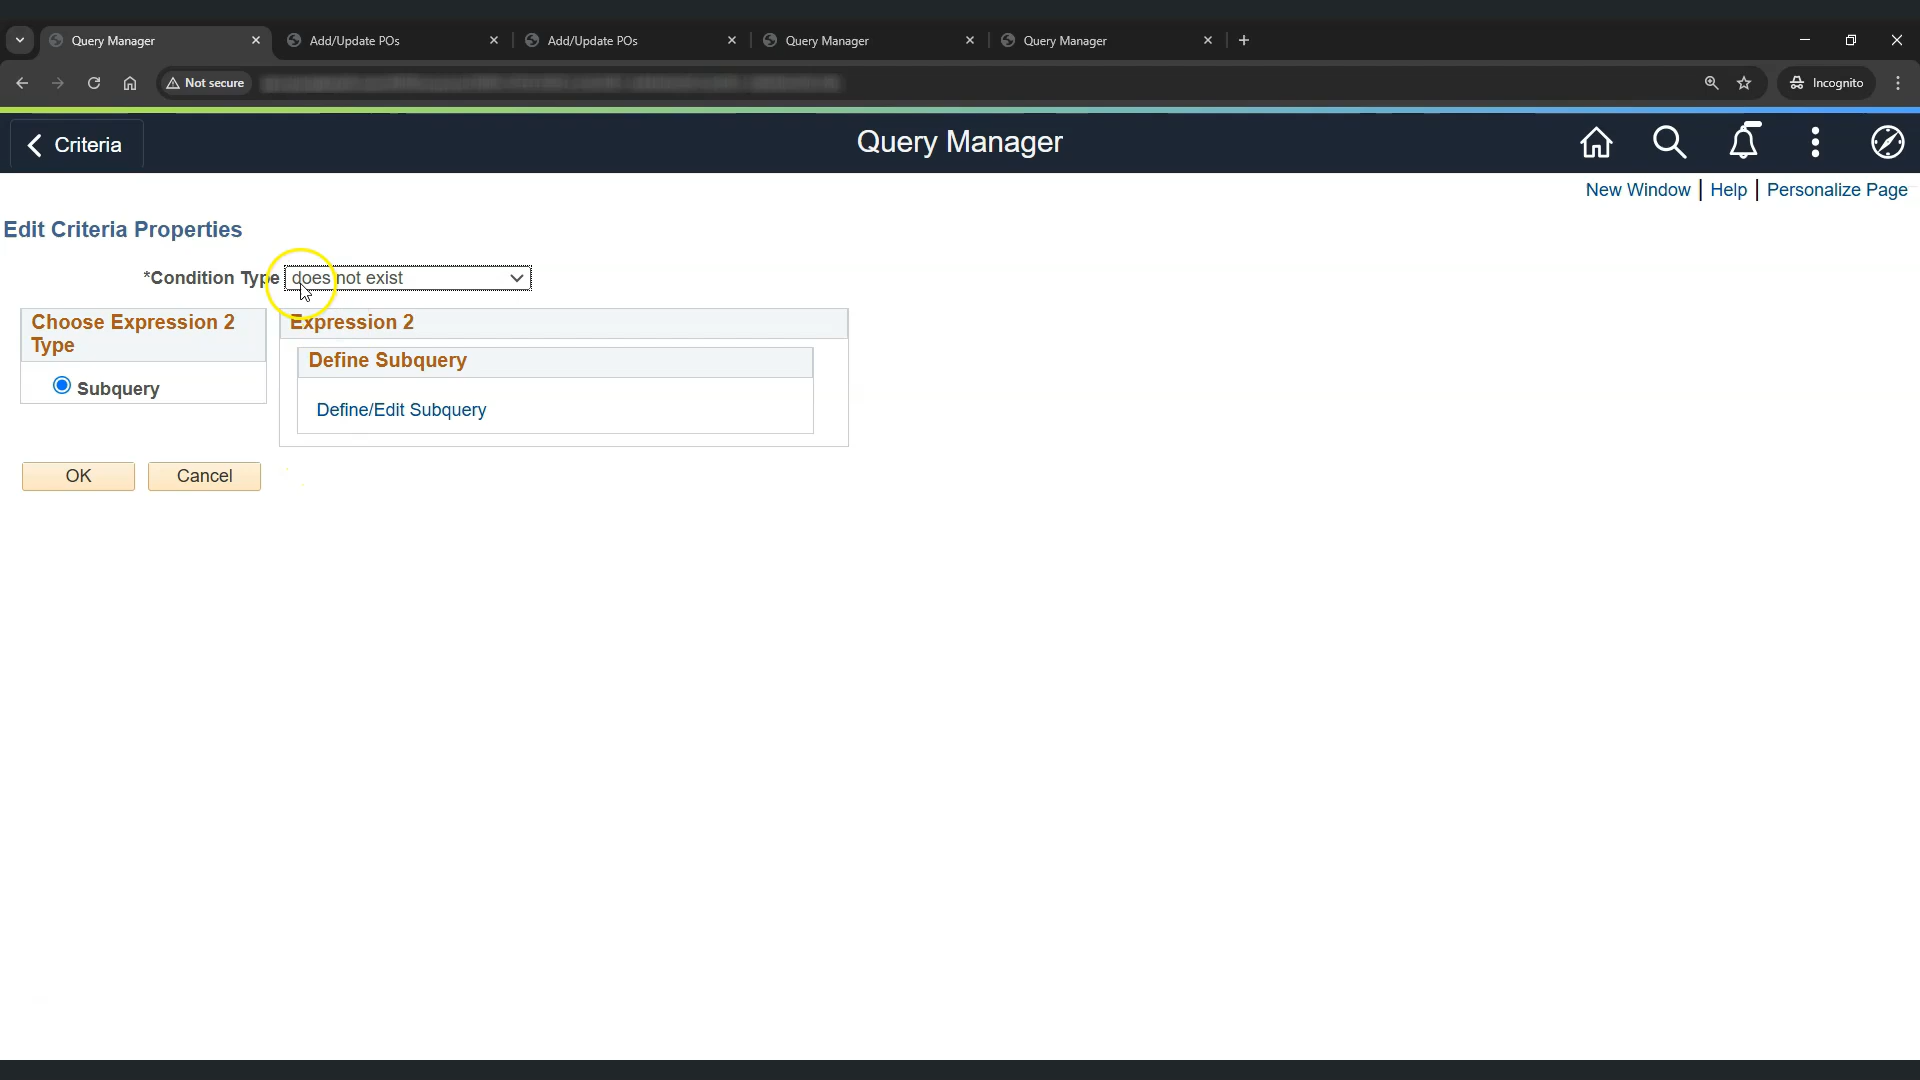 Query Manager
Add/Update POs
Add/Update POs
Query Manager
Query Manager
Not secure
Incognito
Criteria
Query Manager
New Window | Help | Personalize Page
Edit Criteria Properties
*Condition Type does not exist
Choose Expression 2
Type
Expression 2
Define Subquery
Subquery
Define/Edit Subquery
OK
Cancel